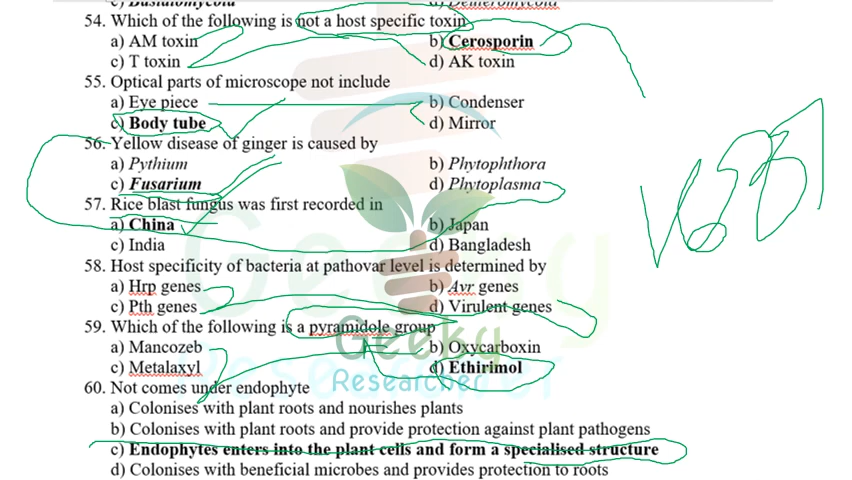 54. Which of the following is not a host specific toxin
a) AM toxin b) Cerosporin
c) T toxin d) AK toxin
55. Optical parts of microscope not include
a) Eye piece b) Condenser
c) Body tube d) Mirror
56. Yellow disease of ginger is caused by
a) Pythium b) Phytophthora
c) Fusarium d) Phytoplasma
57. Rice blast fungus was first recorded in
a) China b) Japan
c) India d) Bangladesh
58. Host specificity of bacteria at pathovar level is determined by
a) Hrp genes b) Avr genes
c) Pth genes d) Virulent genes
59. Which of the following is a pyramidole group
a) Mancozeb b) Oxycarboxin
c) Metalaxyl d) Ethirimol
60. Not comes under endophyte
a) Colonises with plant roots and nourishes plants
b) Colonises with plant roots and provide protection against plant pathogens
c) Endophytes enters into the plant cells and form a specialised structure
d) Colonises with beneficial microbes and provides protection to roots
Geeky
Researcher